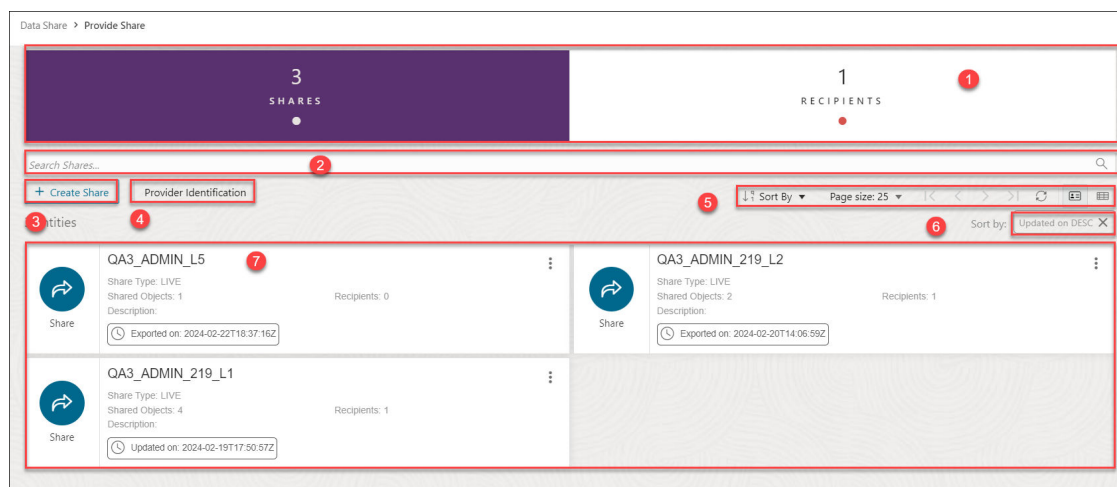 Data Share > Provide Share
3
SHARES
1
RECIPIENTS
1
Search Shares...
2
+ Create Share
Provider Identification
Sort By
Page size: 25
5
3
4
6
Sort by: Updated on DESC X
QA3_ADMIN_L5
7
Share Type: LIVE
Shared Objects: 1
Recipients: 0
Description:
Exported on: 2024-02-22T18:37:16Z
Share
QA3_ADMIN_219_L2
Share Type: LIVE
Shared Objects: 2
Recipients: 1
Description:
Exported on: 2024-02-20T14:06:59Z
Share
QA3_ADMIN_219_L1
Share Type: LIVE
Shared Objects: 4
Recipients: 1
Description:
Updated on: 2024-02-19T17:50:57Z
Share